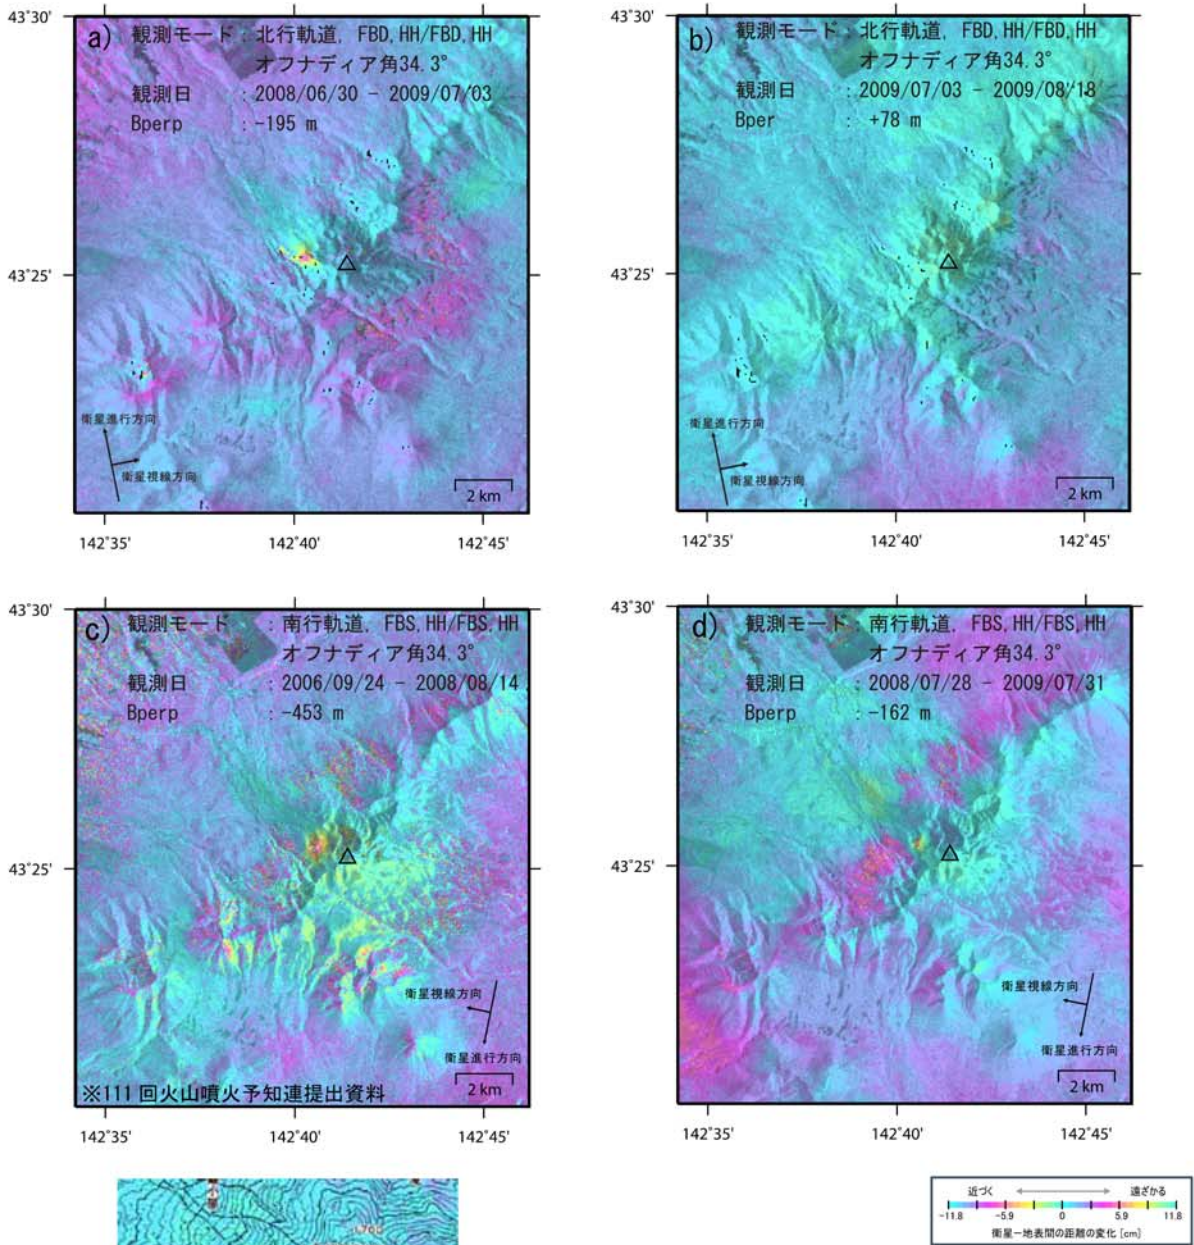 43°30'
a) 観測モード : 北行軌道, FBD,HH/FBD,HH
オフナディア角34.3°
観測日 : 2008/06/30 - 2009/07/03
Bperp : -195 m
43°25'
衛星進行方向
衛星視線方向
2 km
142°35'
142°40'
142°45'
43°30'
b) 観測モード : 北行軌道, FBD,HH/FBD,HH
オフナディア角34.3°
観測日 : 2009/07/03 - 2009/08/18
Bper : +78 m
43°25'
衛星進行方向
衛星視線方向
2 km
142°35'
142°40'
142°45'
43°30'
c) 観測モード : 南行軌道, FBS,HH/FBS,HH
オフナディア角34.3°
観測日 : 2006/09/24 - 2008/08/14
Bperp : -453 m
43°25'
衛星視線方向
衛星進行方向
2 km
※111 回火山噴火予知連提出資料
142°35'
142°40'
142°45'
43°30'
d) 観測モード : 南行軌道, FBS,HH/FBS,HH
オフナディア角34.3°
観測日 : 2008/07/28 - 2009/07/31
Bperp : -162 m
43°25'
衛星視線方向
衛星進行方向
2 km
142°35'
142°40'
142°45'
近づく 遠ざかる
-11.8 -5.9 0 5.9 11.8
衛星－地表間の距離の変化 [cm]